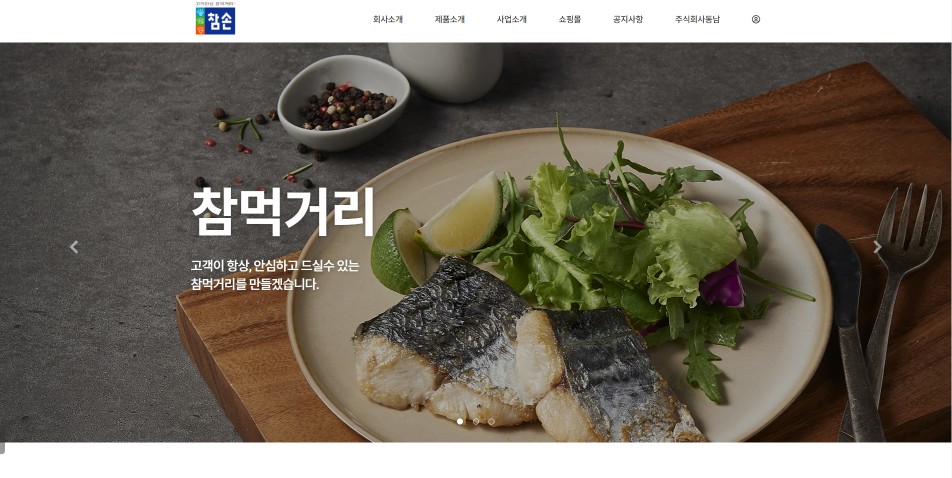 참손
회사소개 제품소개 사업소개 쇼핑몰 공지사항 주식회사동남
참먹거리
고객이 항상, 안심하고 드실수 있는
참먹거리를 만들겠습니다.